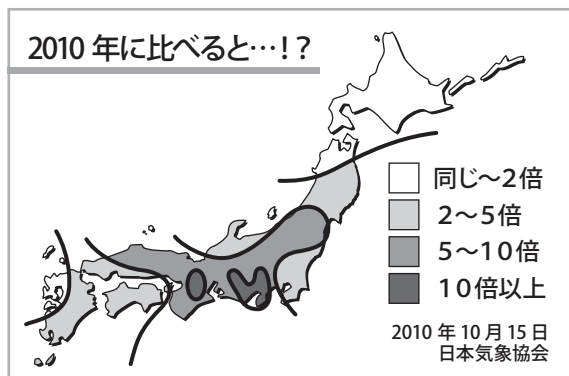 2010 年に比べると…!?
同じ～2倍
2～5倍
5～10倍
10倍以上
2010 年 10 月 15 日
日本気象協会